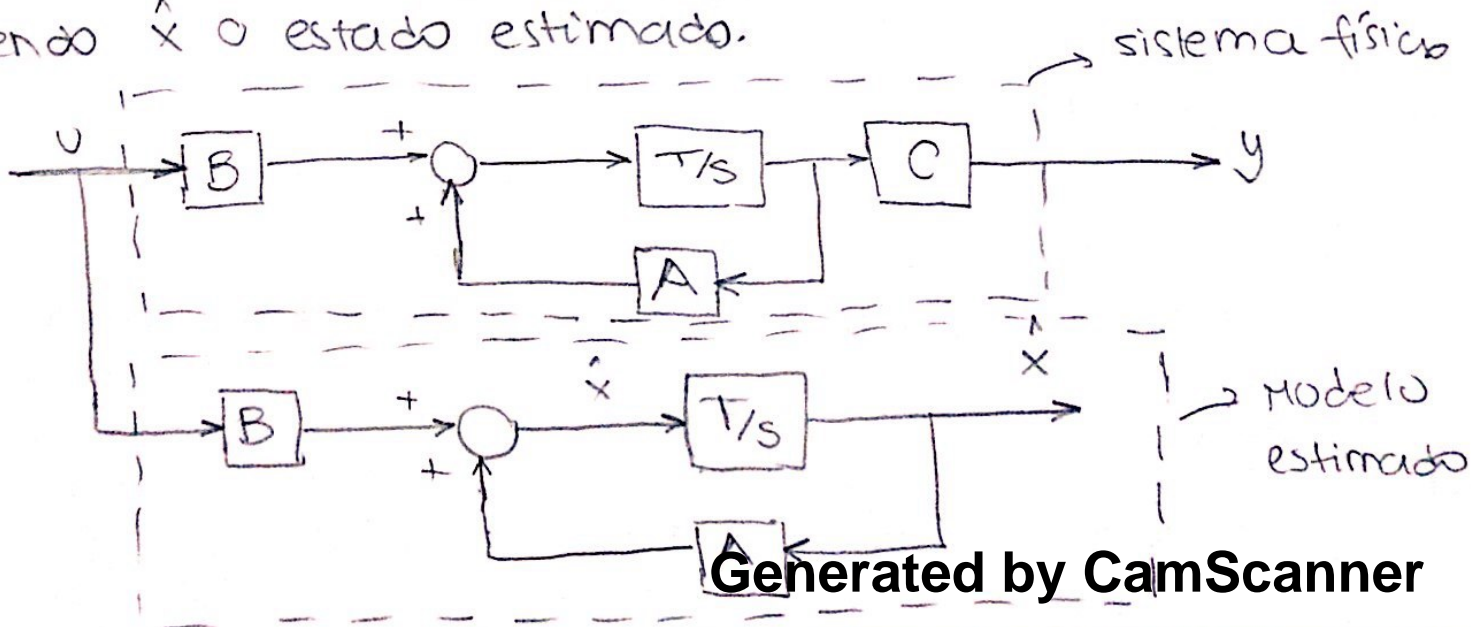 endo x̂ o estado estimado.
sistema físico
U
B
+
+
T/s
C
y
A
x̂
x̂
B
+
+
T/s
Modelo
estimado
A
Generated by CamScanner